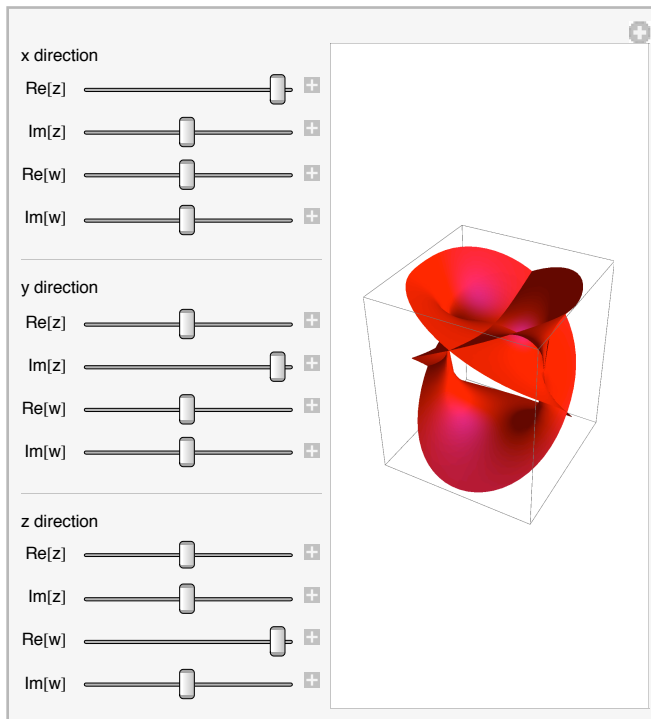 x direction
Re[z]
Im[z]
Re[w]
Im[w]
y direction
Re[z]
Im[z]
Re[w]
Im[w]
z direction
Re[z]
Im[z]
Re[w]
Im[w]